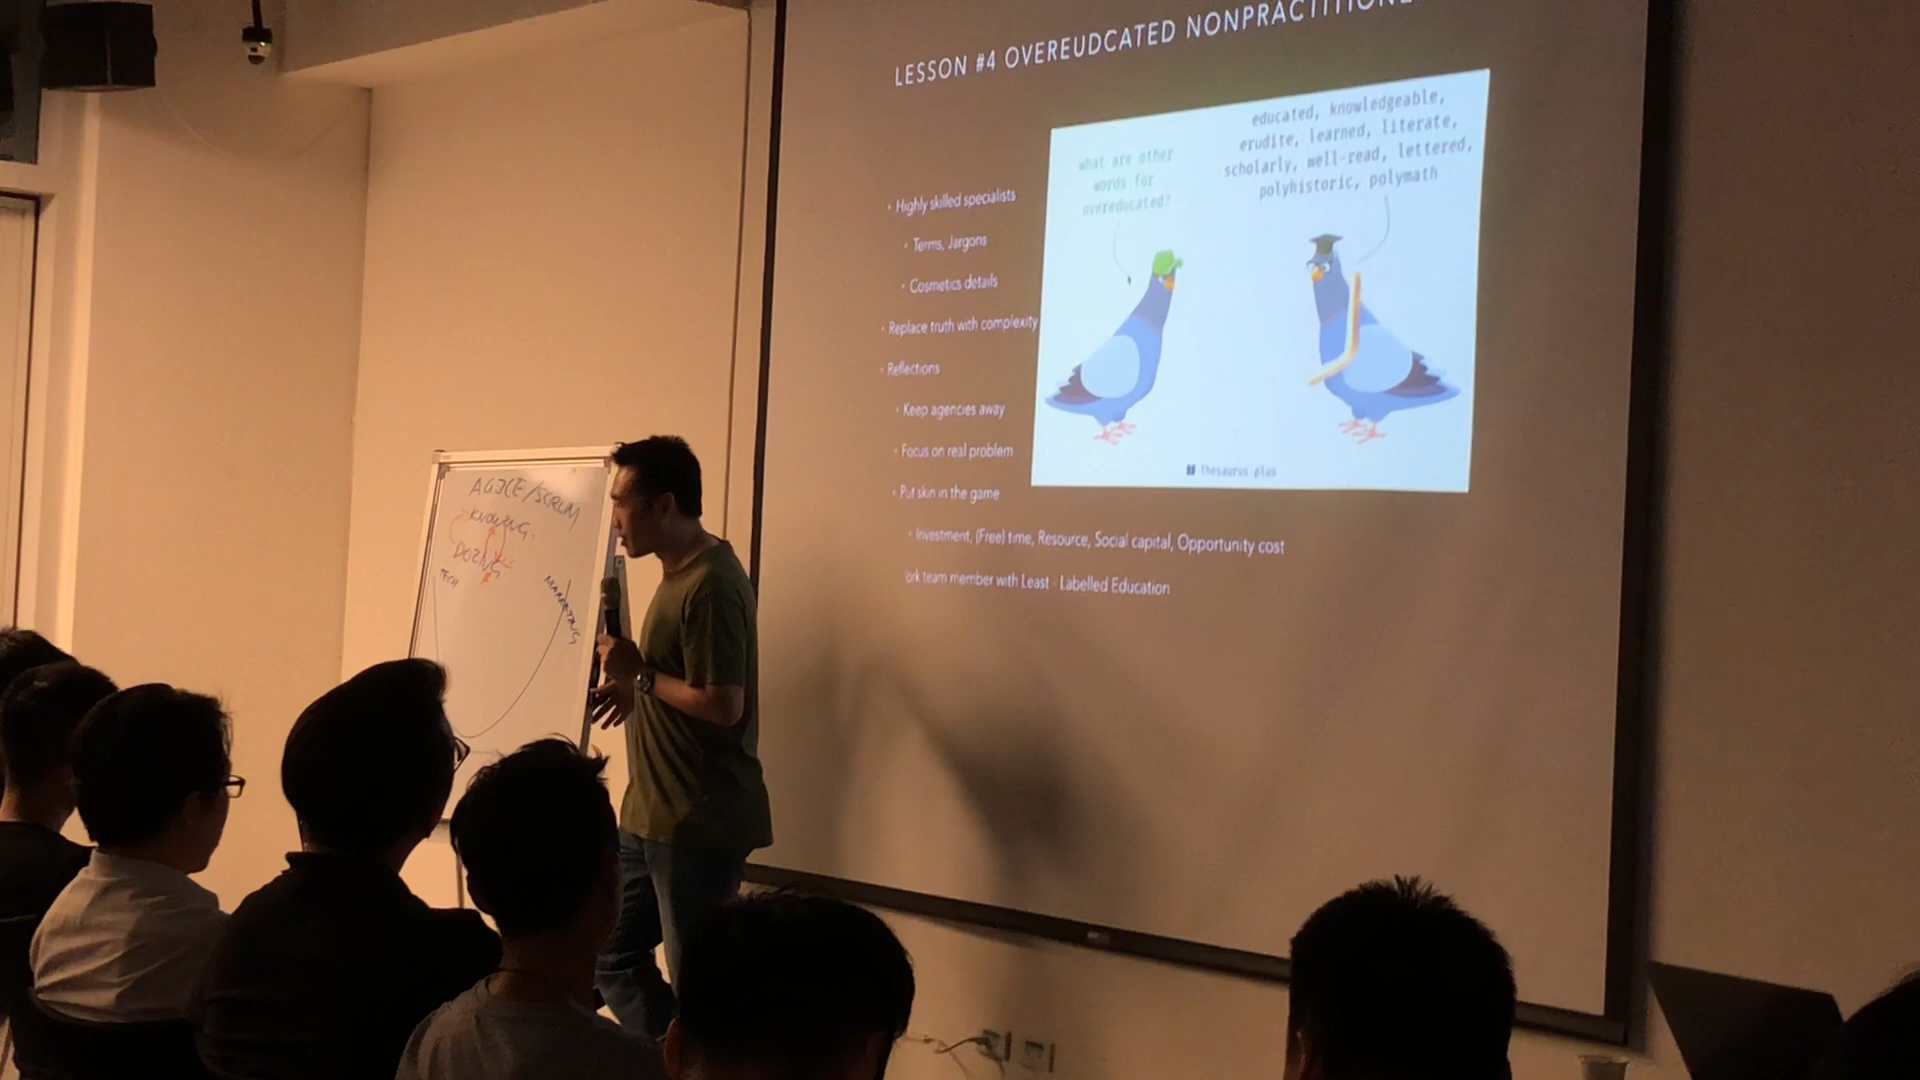 LESSON #4 OVEREUDCATED
what are other
words for
overeducated?
educated, knowledgeable,
erudite, learned, literate,
scholarly, well-read, lettered,
polyhistoric, polymath
Thesaurus.plus
• Highly skilled specialists
• Terms, Jargons
• Cosmetics details
• Replace truth with complexity
• Reflections
• Keep agencies away
• Focus on real problem
• Put skin in the game
• Investment, (Free) time, Resource, Social capital, Opportunity cost
team member with Least - Labelled Education
AGILE/SCRUM
KNOWING
DOING
TECH
MARKETING